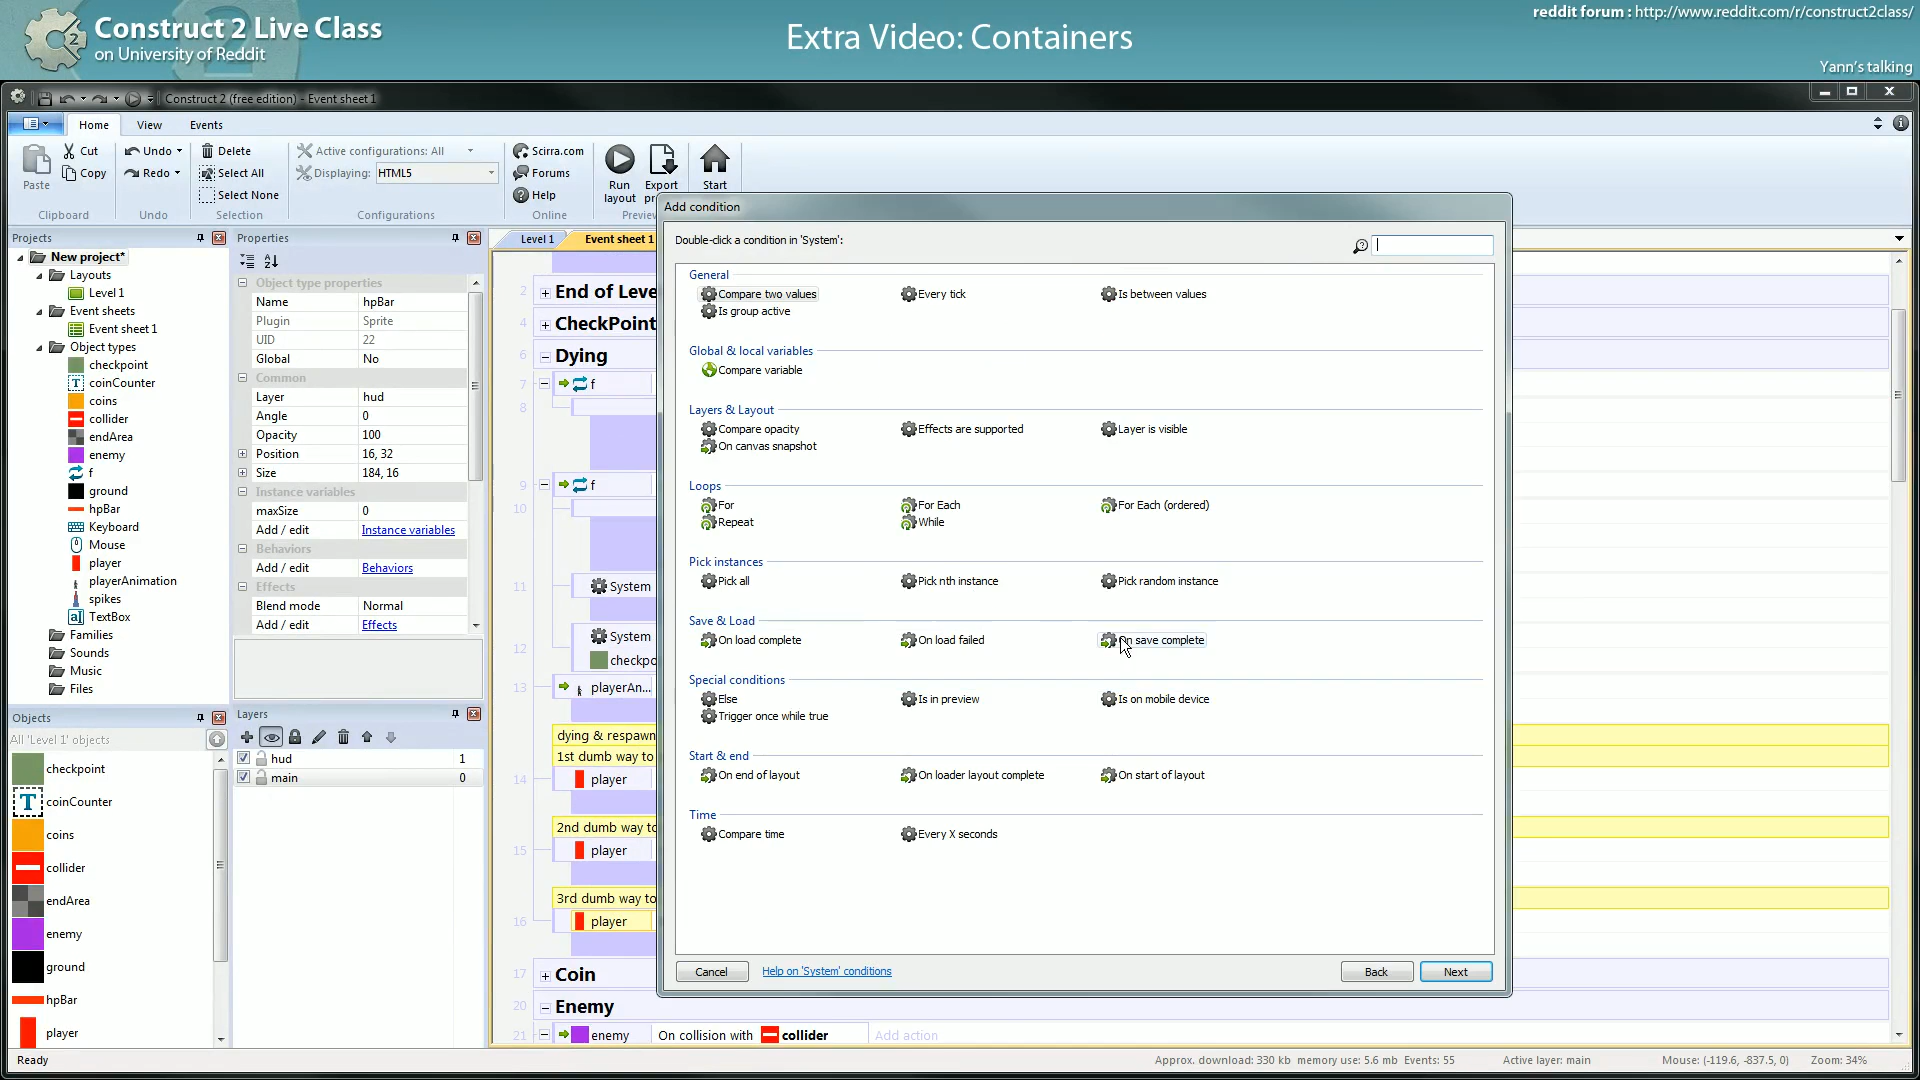 Construct 2 Live Class
on University of Reddit
Extra Video: Containers
reddit forum : http://www.reddit.com/r/construct2class/
Yann's talking
Construct 2 (free edition) - Event sheet 1
Home View Events
Paste
Cut
Copy
Clipboard
Undo
Redo
Undo
Delete
Select All
Select None
Selection
Active configurations: All
Displaying: HTML5
Configurations
Scirra.com
Forums
Help
Online
Run
layout
Export
Start
Projects
New project*
Layouts
Level 1
Event sheets
Event sheet 1
Object types
checkpoint
coinCounter
coins
collider
endArea
enemy
f
ground
hpBar
Keyboard
Mouse
player
playerAnimation
spikes
TextBox
Families
Sounds
Music
Files
Properties
Object type properties
Name hpBar
Plugin Sprite
UID 22
Global No
Common
Layer hud
Angle 0
Opacity 100
Position 16, 32
Size 184, 16
Instance variables
maxSize 0
Add / edit Instance variables
Behaviors
Add / edit Behaviors
Effects
Blend mode Normal
Add / edit Effects
Objects
All 'Level 1' objects
checkpoint
coinCounter
coins
collider
endArea
enemy
ground
hpBar
player
Layers
hud 1
main 0
Level 1 Event sheet 1
2 End of Leve
4 CheckPoint
6 Dying
7 f
8
9 f
10
11 System
12 System
checkpo
13 playerAn...
dying & respawn
1st dumb way to
14 player
2nd dumb way to
15 player
3rd dumb way to
16 player
17 Coin
20 Enemy
21 enemy On collision with collider Add action
Add condition
Double-click a condition in 'System':
General
Compare two values Every tick Is between values
Is group active
Global & local variables
Compare variable
Layers & Layout
Compare opacity Effects are supported Layer is visible
On canvas snapshot
Loops
For For Each For Each (ordered)
Repeat While
Pick instances
Pick all Pick nth instance Pick random instance
Save & Load
On load complete On load failed On save complete
Special conditions
Else Is in preview Is on mobile device
Trigger once while true
Start & end
On end of layout On loader layout complete On start of layout
Time
Compare time Every X seconds
Cancel Help on 'System' conditions Back Next
Ready
Approx. download: 330 kb memory use: 5.6 mb Events: 55 Active layer: main Mouse: (-119.6, -837.5, 0) Zoom: 34%